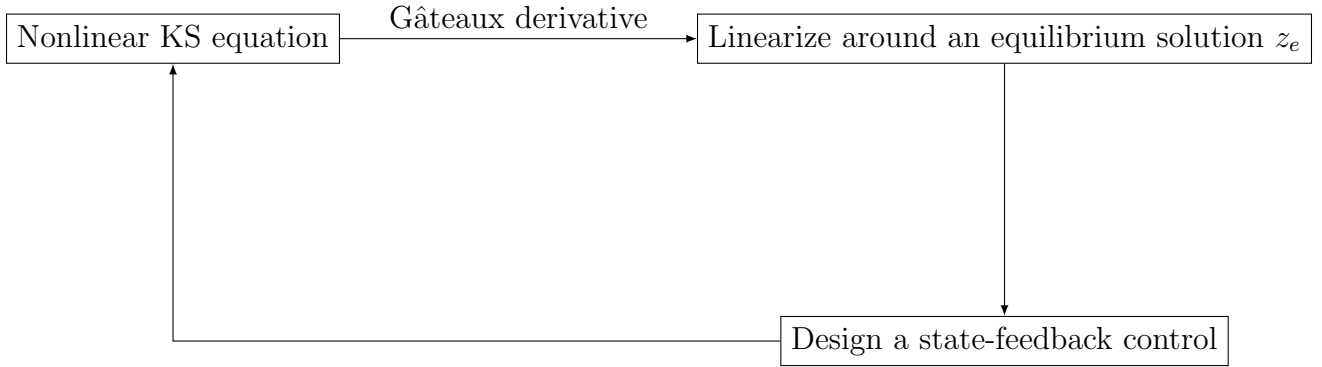 Nonlinear KS equation
Gâteaux derivative
Linearize around an equilibrium solution $z_e$
Design a state-feedback control